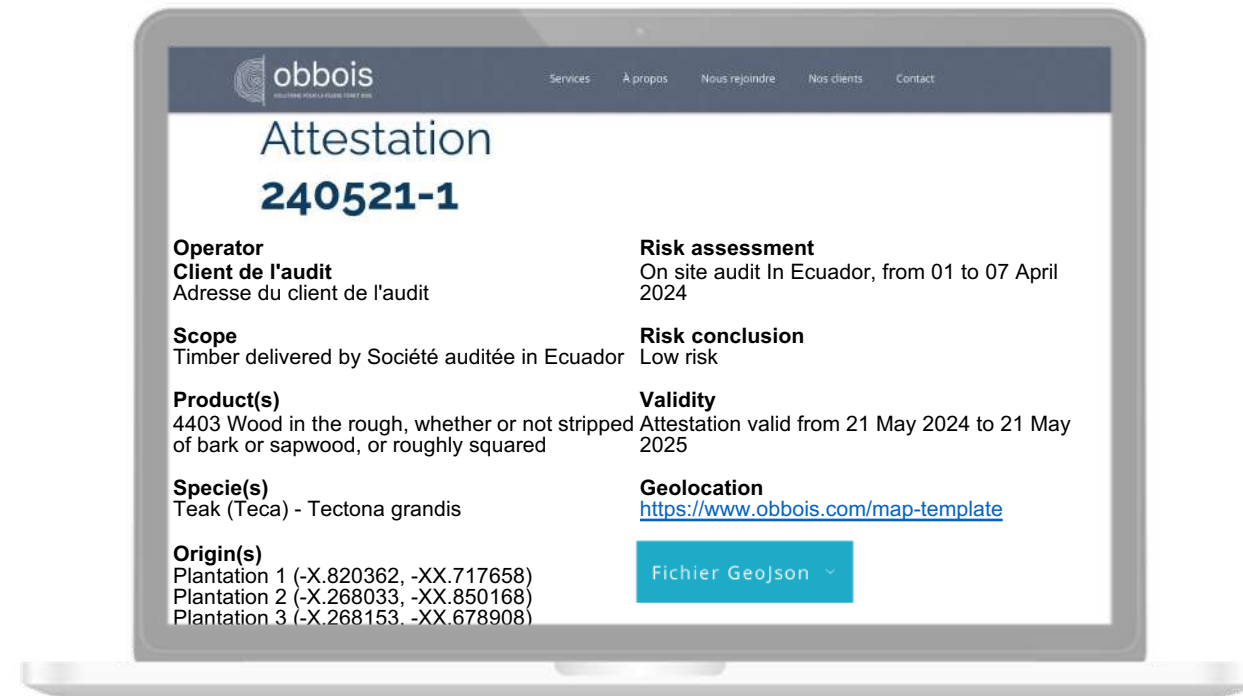 obbois
Services À propos Nous rejoindre Nos clients Contact
Attestation
240521-1
Operator
Client de l'audit
Adresse du client de l'audit
Scope
Timber delivered by Société auditée in Ecuador
Product(s)
4403 Wood in the rough, whether or not stripped
of bark or sapwood, or roughly squared
Specie(s)
Teak (Teca) - Tectona grandis
Origin(s)
Plantation 1 (-X.820362, -XX.717658)
Plantation 2 (-X.268033, -XX.850168)
Plantation 3 (-X.268153, -XX.678908)
Risk assessment
On site audit In Ecuador, from 01 to 07 April
2024
Risk conclusion
Low risk
Validity
Attestation valid from 21 May 2024 to 21 May
2025
Geolocation
https://www.obbois.com/map-template
Fichier GeoJson